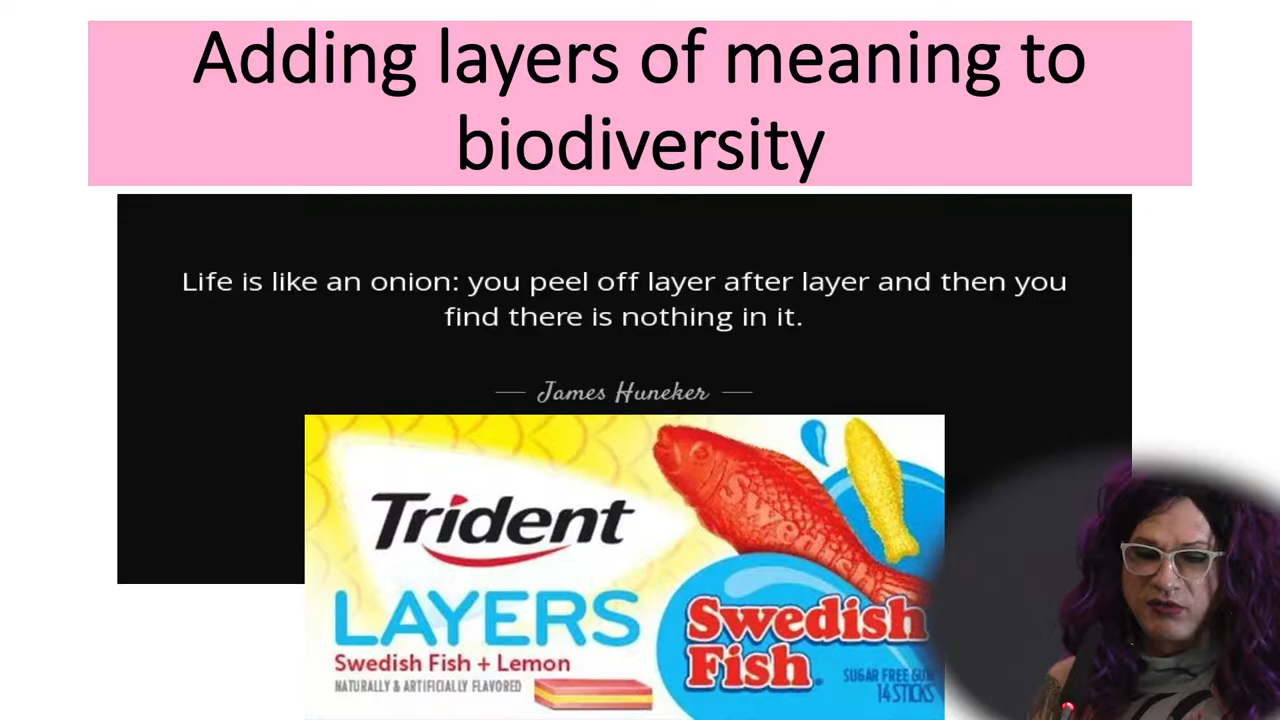 Adding layers of meaning to
biodiversity
Life is like an onion: you peel off layer after layer and then you
find there is nothing in it.
James Huneker
Trident
LAYERS
Swedish Fish + Lemon
NATURALLY & ARTIFICIALLY FLAVORED
Swedish
Swedish
Fish.
SUGAR FREE GUM
14 STICKS